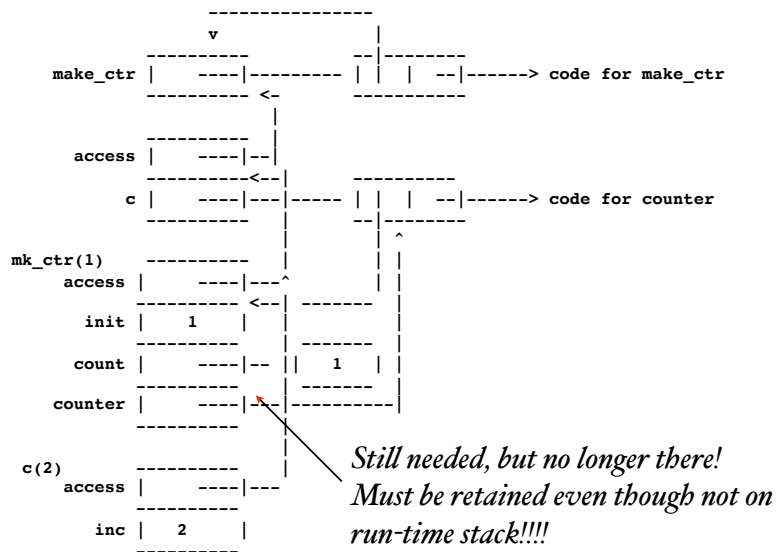 make_ctr | ----|--------- | | | --|------> code for make_ctr
access | ----|--|
c | ----|---|----- | | | --|------> code for counter
mk_ctr(1)
access | ----|---^
init | 1 |
count | ----|-- || 1 |
counter | ----|---|----------|
c(2)
access | ----|---
inc | 2 |
Still needed, but no longer there!
Must be retained even though not on
run-time stack!!!!